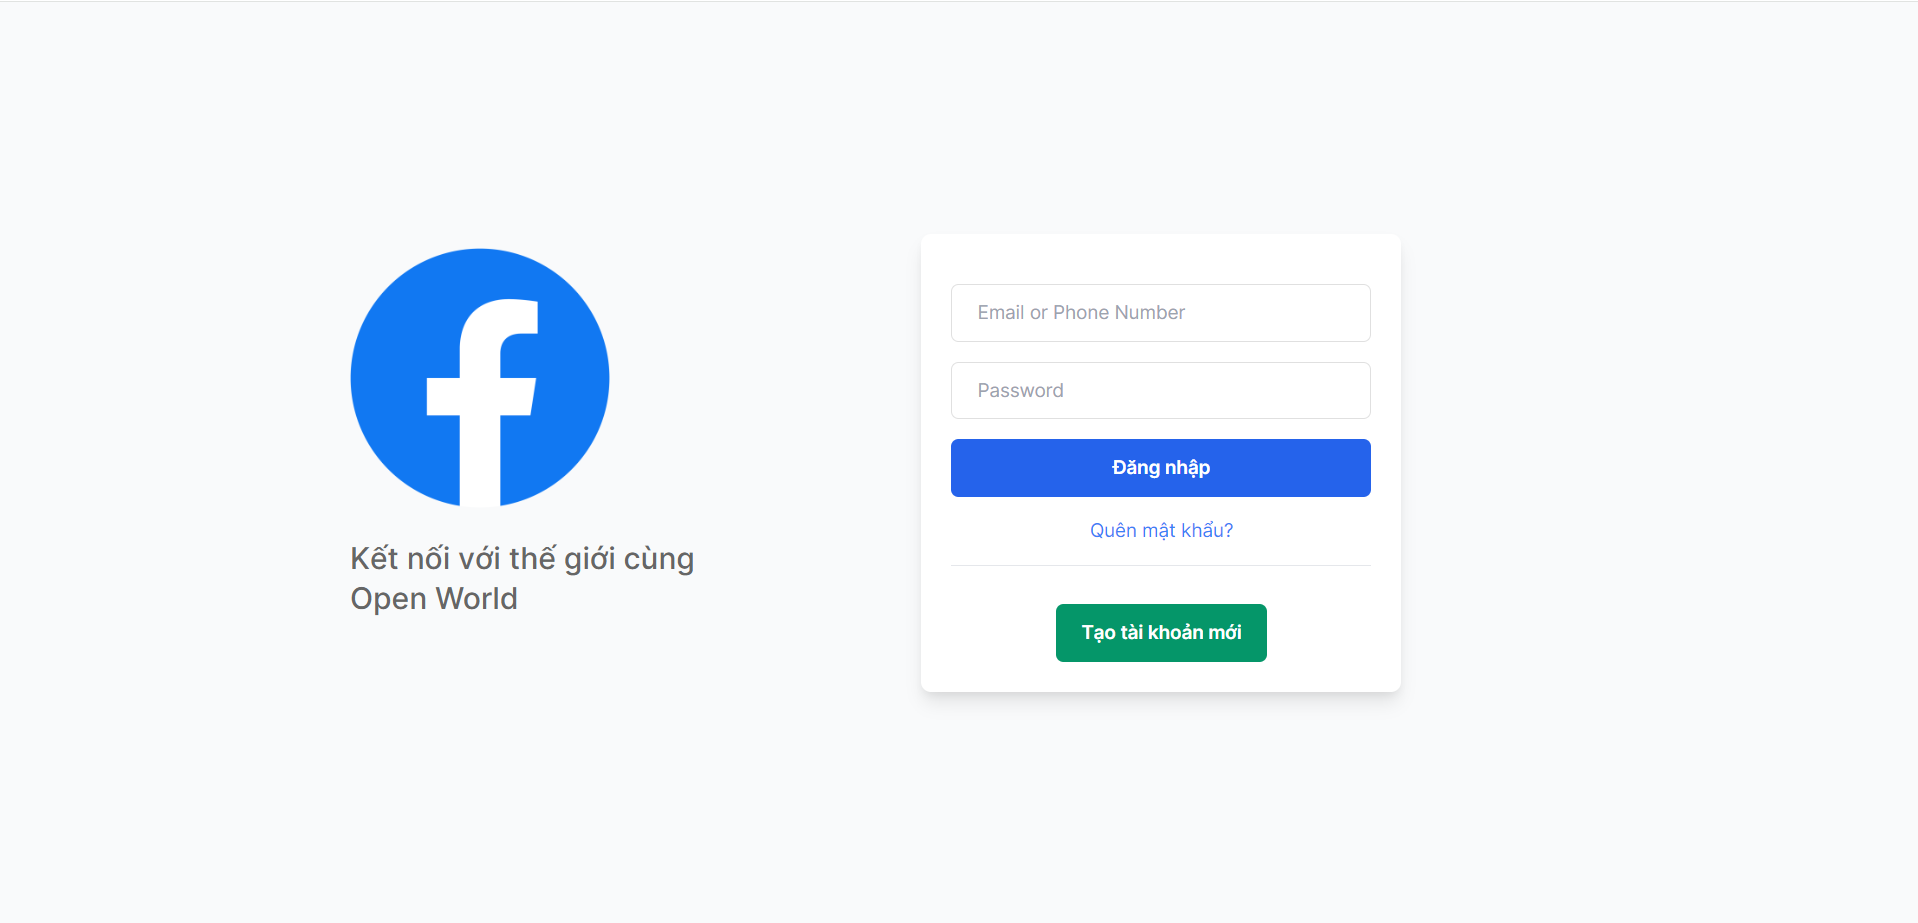 Kết nối với thế giới cùng
Open World
Email or Phone Number
Password
Đăng nhập
Quên mật khẩu?
Tạo tài khoản mới